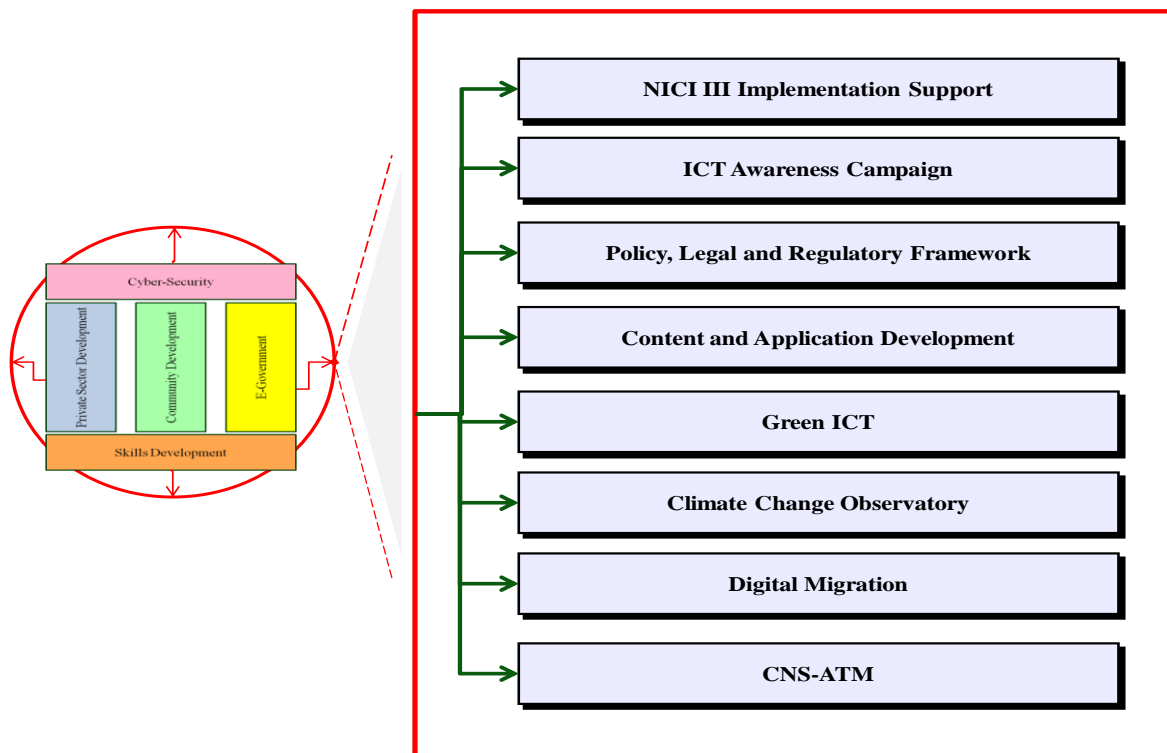 Cyber-Security
Private Sector Development
Community Development
E-Government
Skills Development
NICI III Implementation Support
ICT Awareness Campaign
Policy, Legal and Regulatory Framework
Content and Application Development
Green ICT
Climate Change Observatory
Digital Migration
CNS-ATM